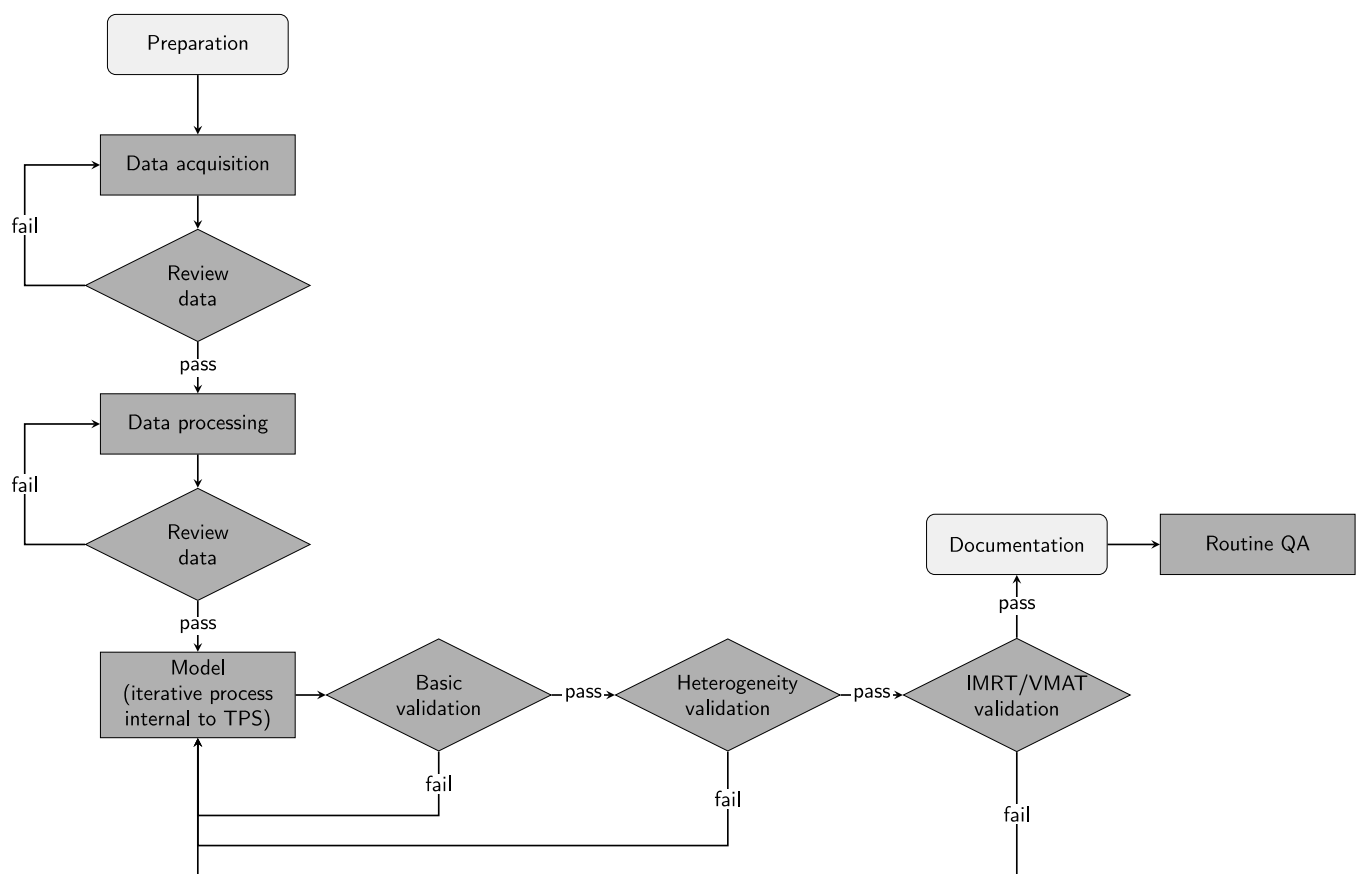 Preparation
Data acquisition
fail
Review
data
pass
Data processing
fail
Review
data
pass
Model
(iterative process
internal to TPS)
Basic
validation
fail
pass
Heterogeneity
validation
fail
pass
IMRT/VMAT
validation
fail
pass
Documentation
Routine QA